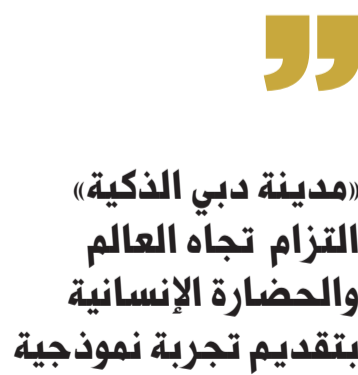 «مدينة دبي الذكية»
التزام تجاه العالم
والحضارة الإنسانية
بتقديم تجربة نموذجية